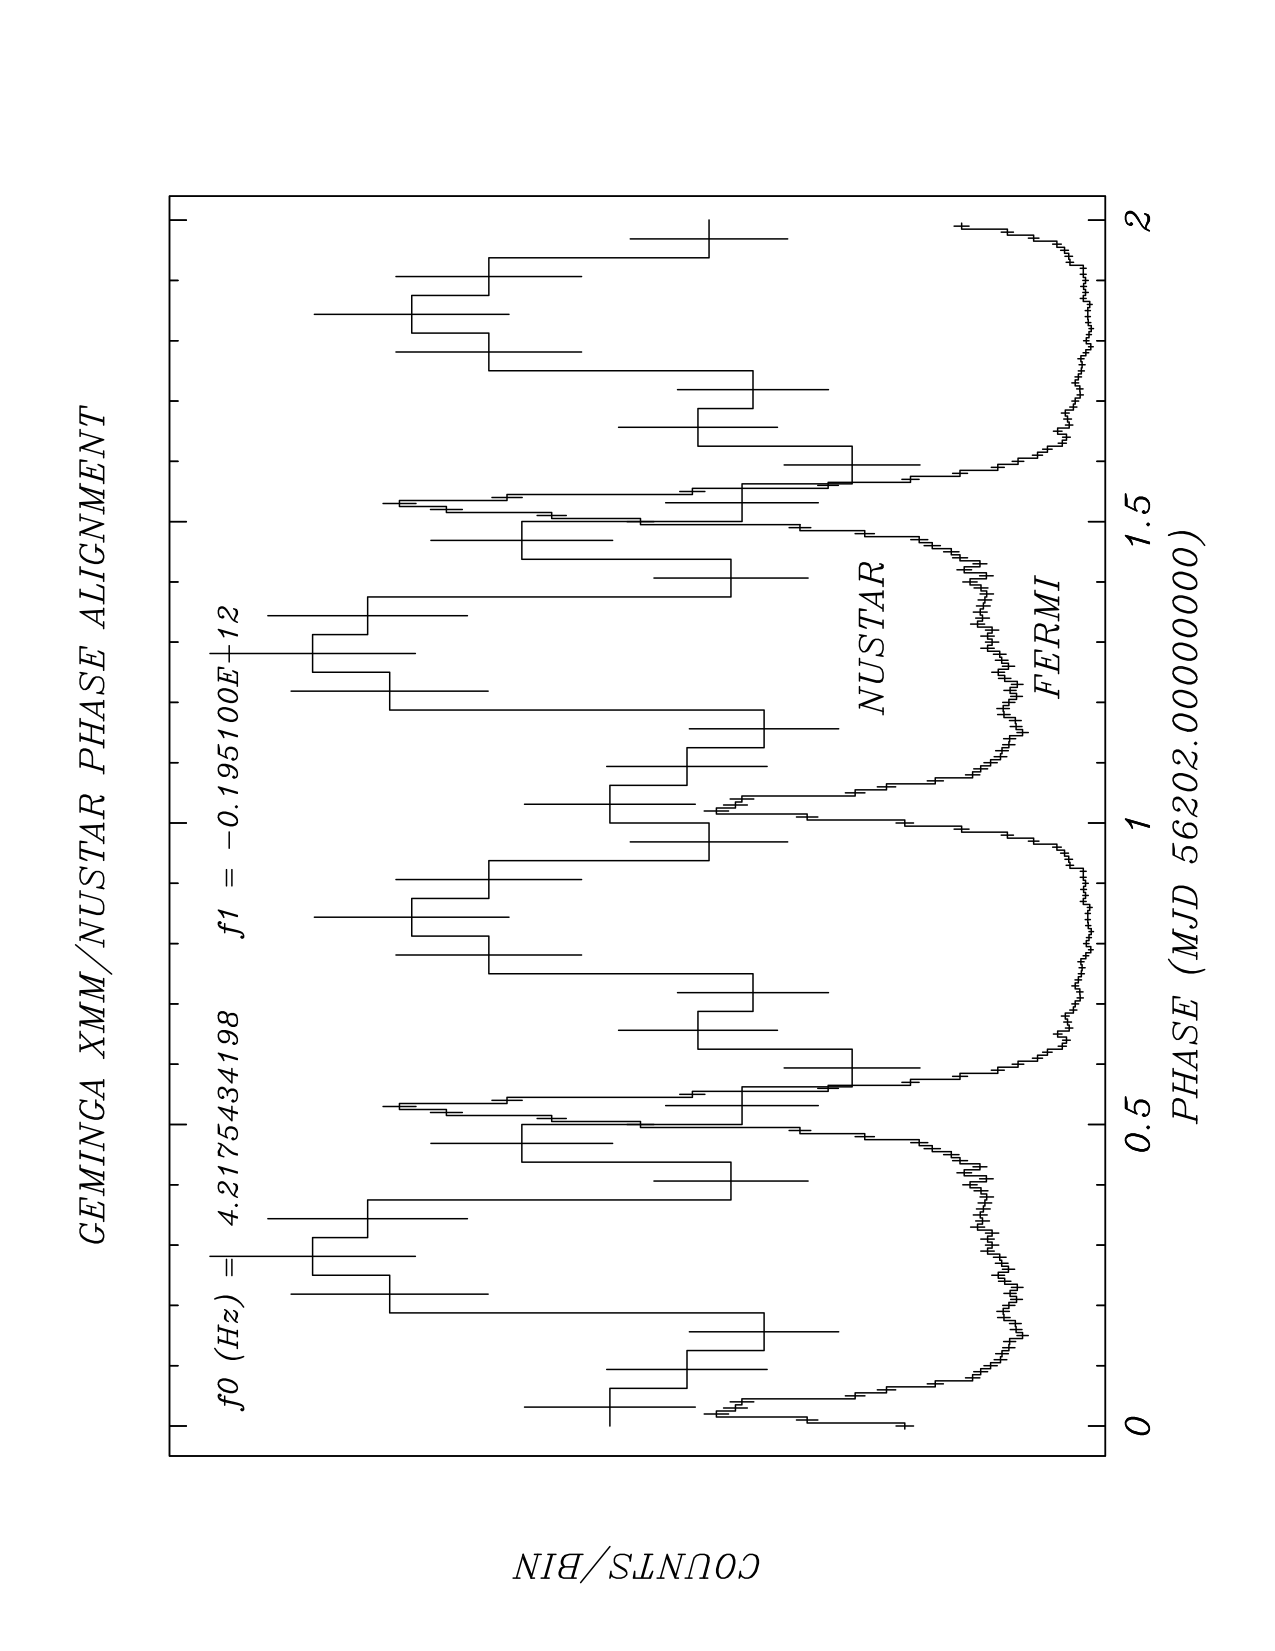 GEMINGA XMM/NUSTAR PHASE ALIGNMENT
f0 (Hz) = 4.2175434198 f1 = −0.195100E−12
COUNTS/BIN
NUSTAR
FERMI
0 0.5 1 1.5 2
PHASE (MJD 56202.00000000)